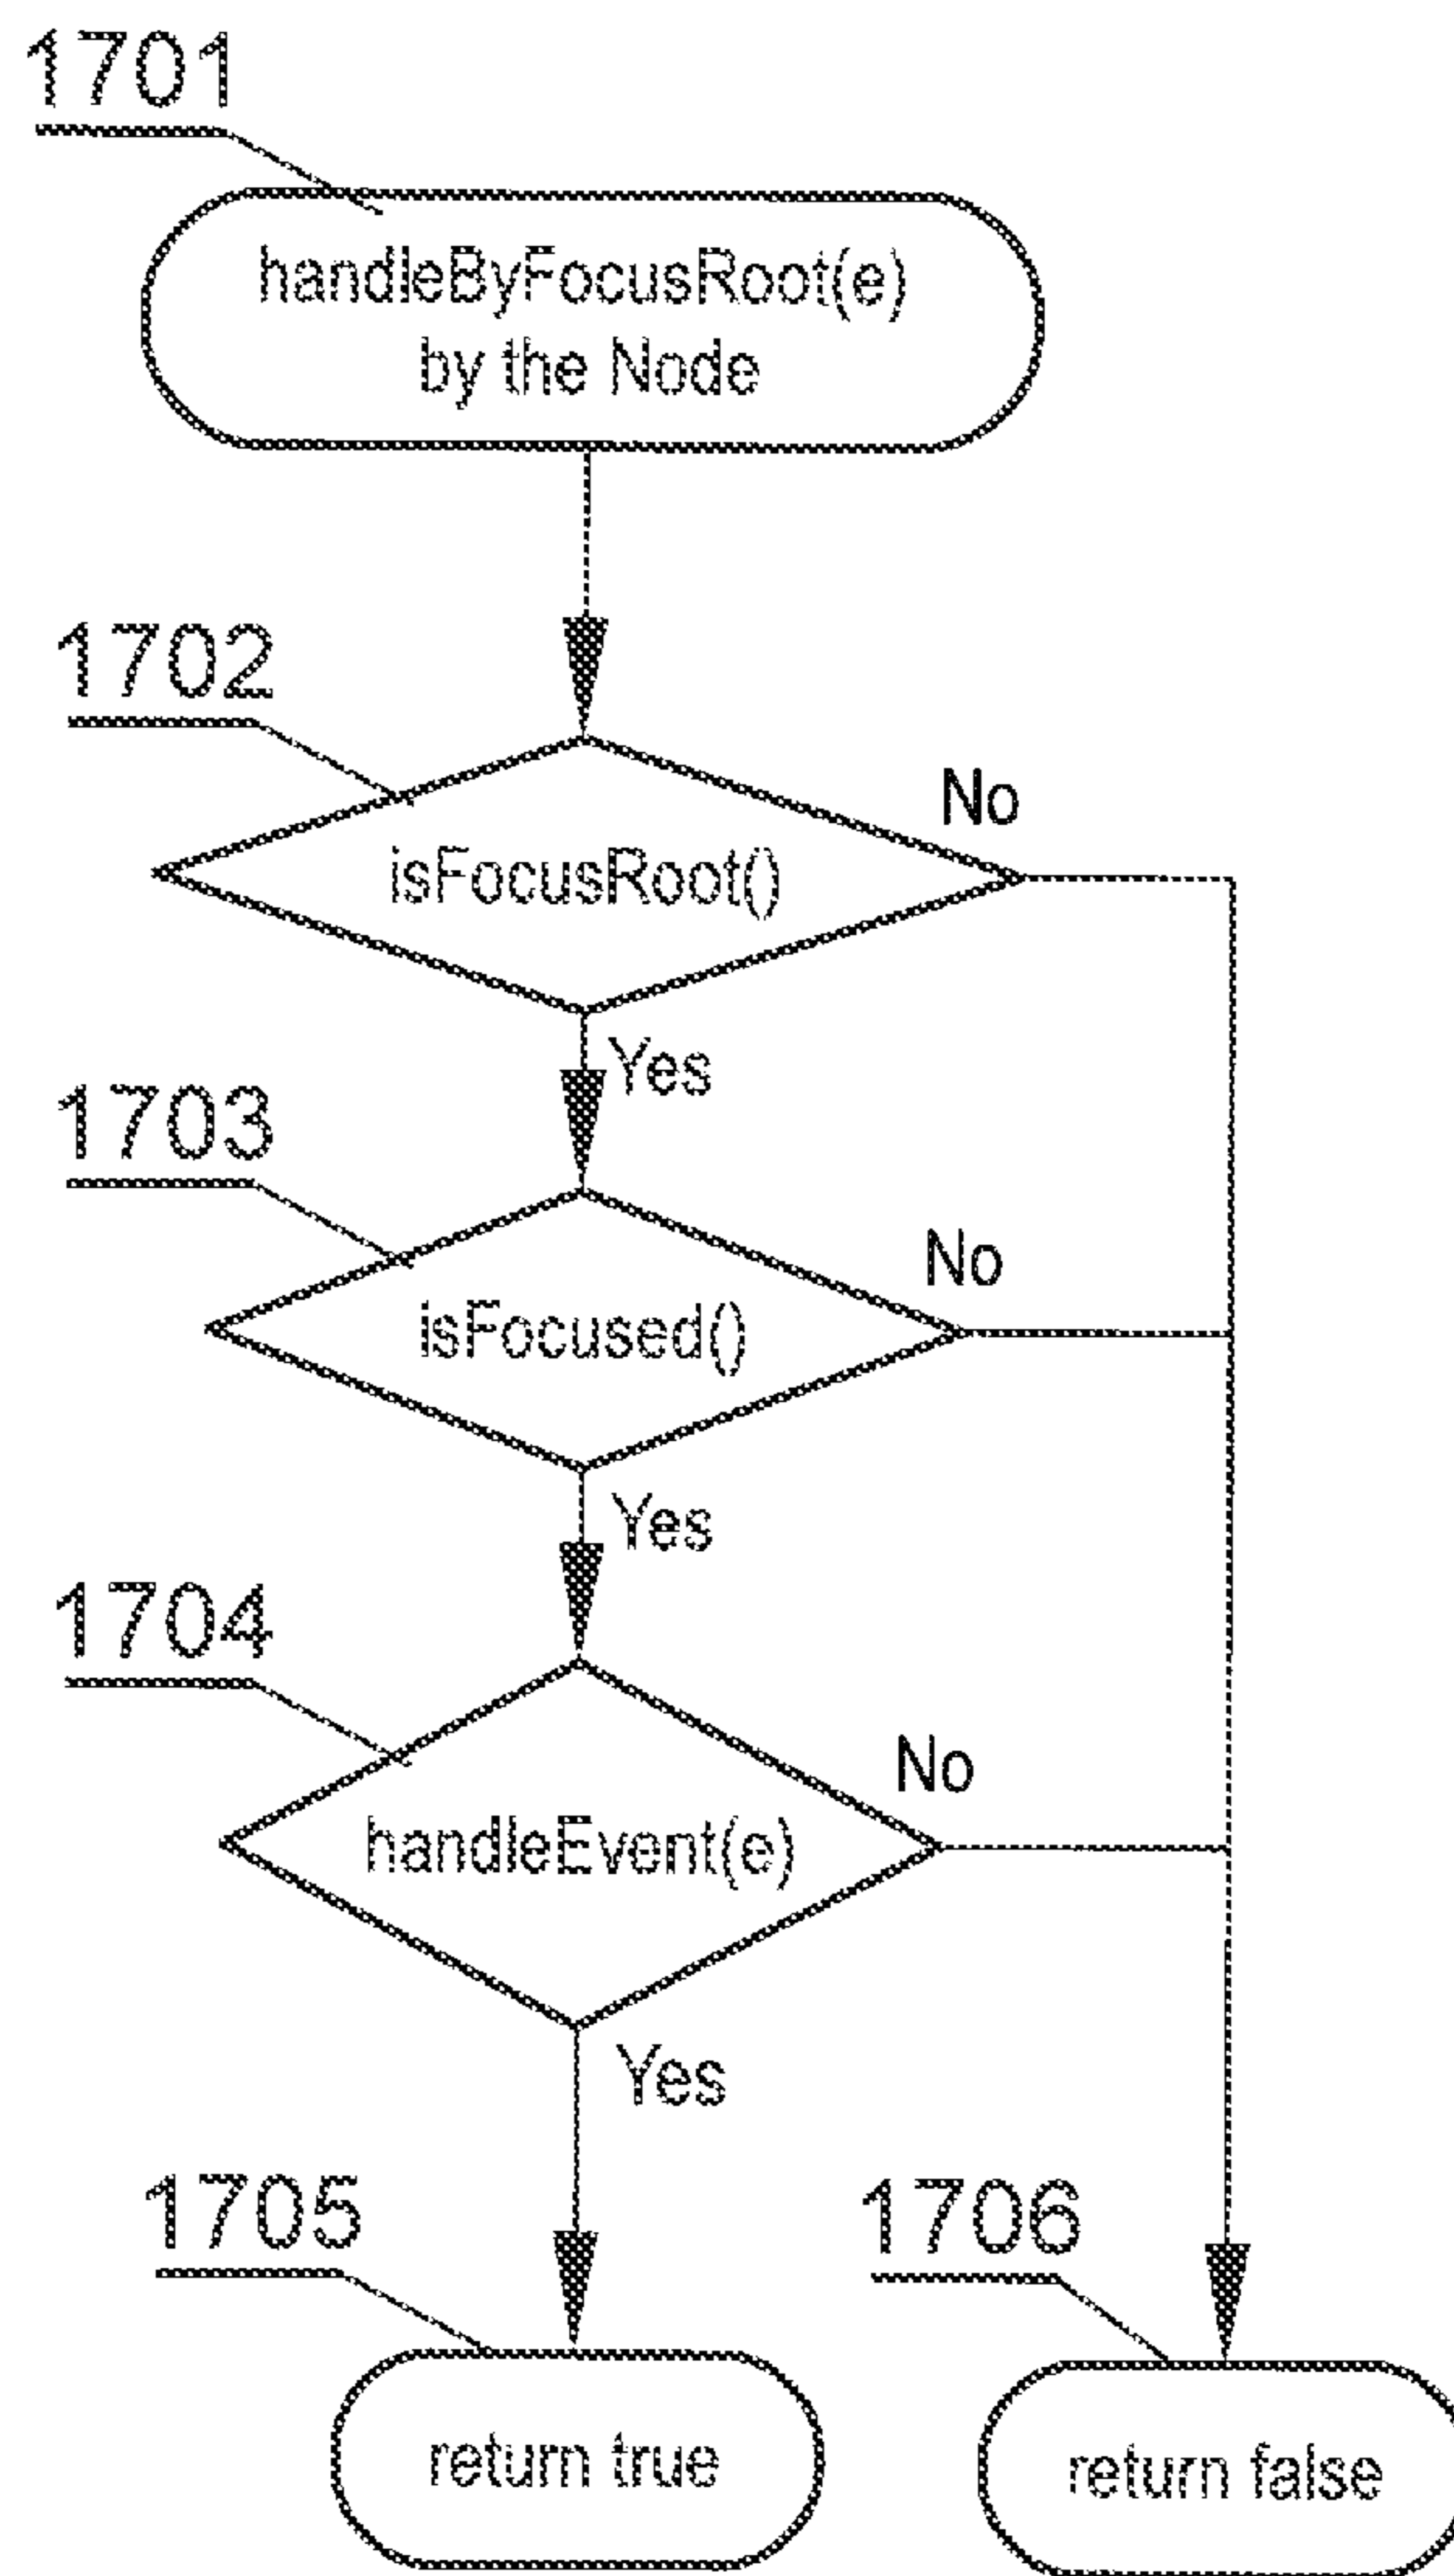 1701
handleByFocusRoot(e)
by the Node
1702
No
isFocusRoot()
Yes
1703
No
isFocused()
Yes
1704
No
handleEvent(e)
Yes
1705
1706
return true
return false